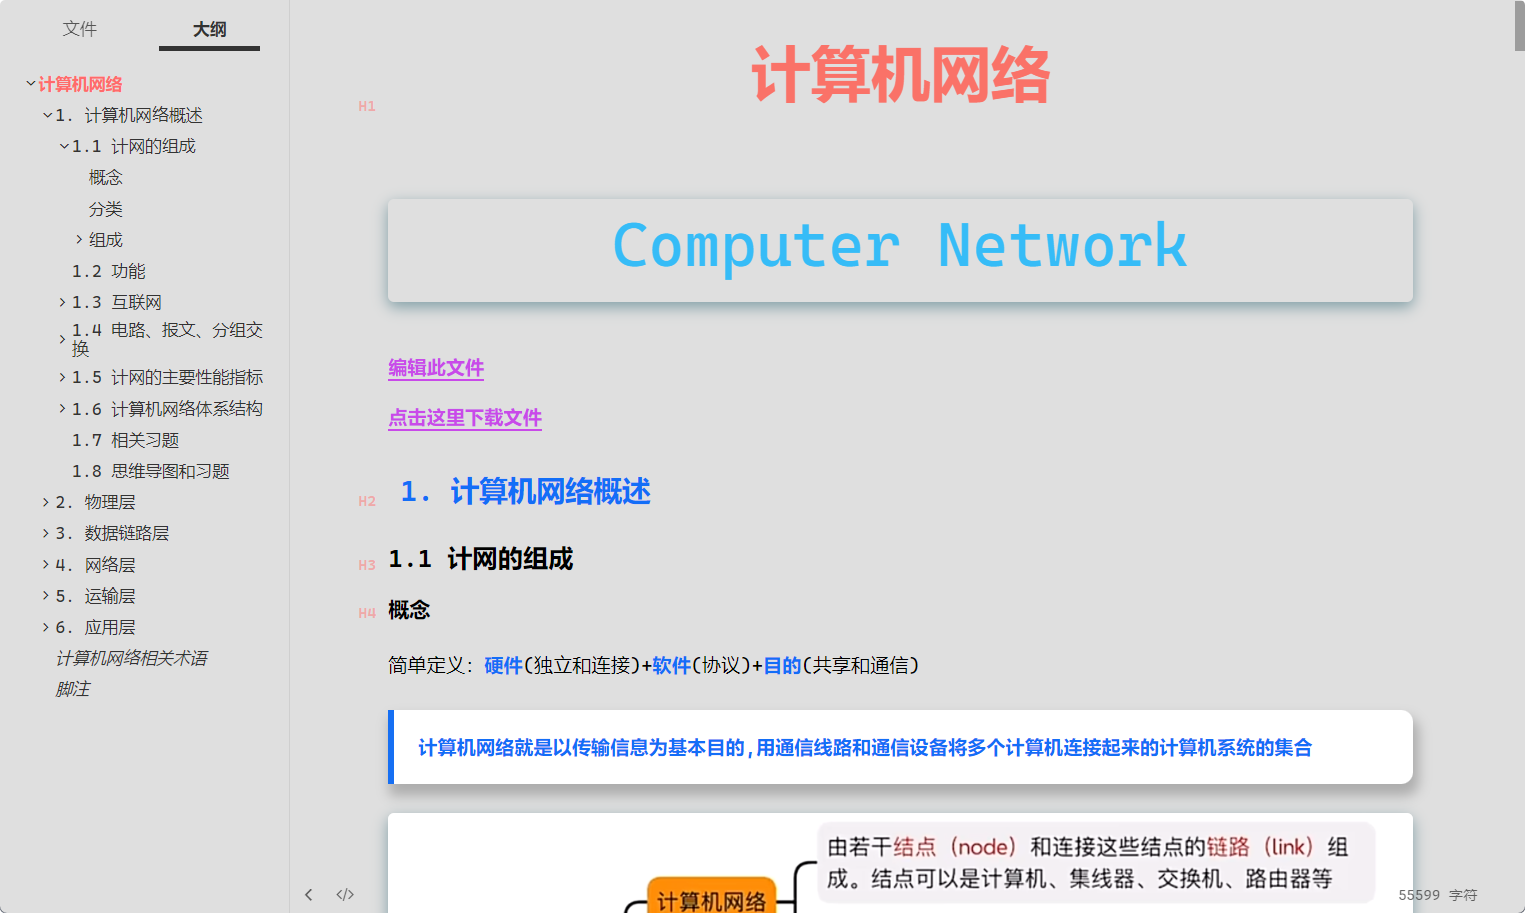 文件
大纲
计算机网络
1. 计算机网络概述
1.1 计网的组成
概念
分类
组成
1.2 功能
1.3 互联网
1.4 电路、报文、分组交
换
1.5 计网的主要性能指标
1.6 计算机网络体系结构
1.7 相关习题
1.8 思维导图和习题
2. 物理层
3. 数据链路层
4. 网络层
5. 运输层
6. 应用层
计算机网络相关术语
脚注
H1
计算机网络
Computer Network
编辑此文件
点击这里下载文件
H2 1. 计算机网络概述
H3 1.1 计网的组成
H4 概念
简单定义：硬件(独立和连接)+软件(协议)+目的(共享和通信)
计算机网络就是以传输信息为基本目的,用通信线路和通信设备将多个计算机连接起来的计算机系统的集合
由若干结点（node）和连接这些结点的链路（link）组
成。结点可以是计算机、集线器、交换机、路由器等
计算机网络
</>
55599 字符